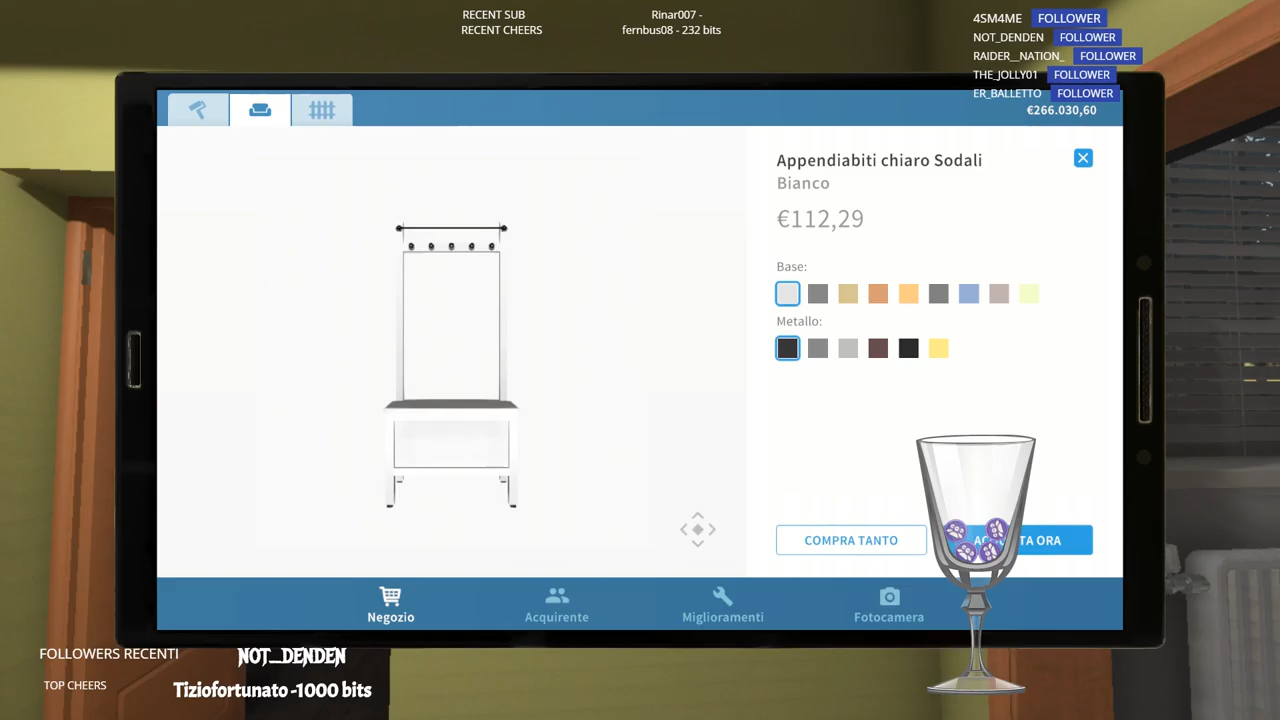 RECENT SUB
Rinar007 -
RECENT CHEERS
fernbus08 - 232 bits
4SM4ME FOLLOWER
NOT_DENDEN FOLLOWER
RAIDER__NATION_ FOLLOWER
THE_JOLLY01 FOLLOWER
ER_BALLETTO FOLLOWER
€266.030,60
Appendiabiti chiaro Sodali
Bianco
€112,29
Base:
Metallo:
COMPRA TANTO
TA ORA
Negozio
Acquirente
Miglioramenti
Fotocamera
FOLLOWERS RECENTI
NOT_DENDEN
TOP CHEERS
Tiziofortunato -1000 bits